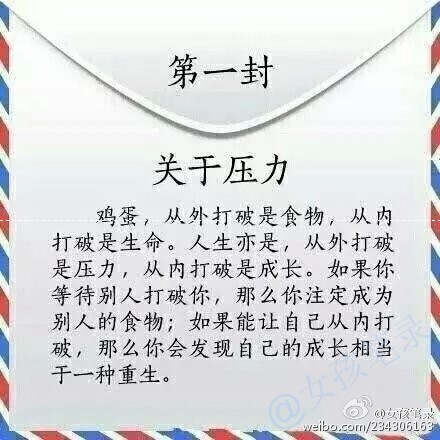 第一封
关于压力
鸡蛋，从外打破是食物，从内
打破是生命。人生亦是，从外打破
是压力，从内打破是成长。如果你
等待别人打破你，那么你注定成为
别人的食物；如果能让自己从内打
破，那么你会发现自己的成长相当
于一种重生。
@女孩笔录
@女孩笔录
weibo.com/234306163